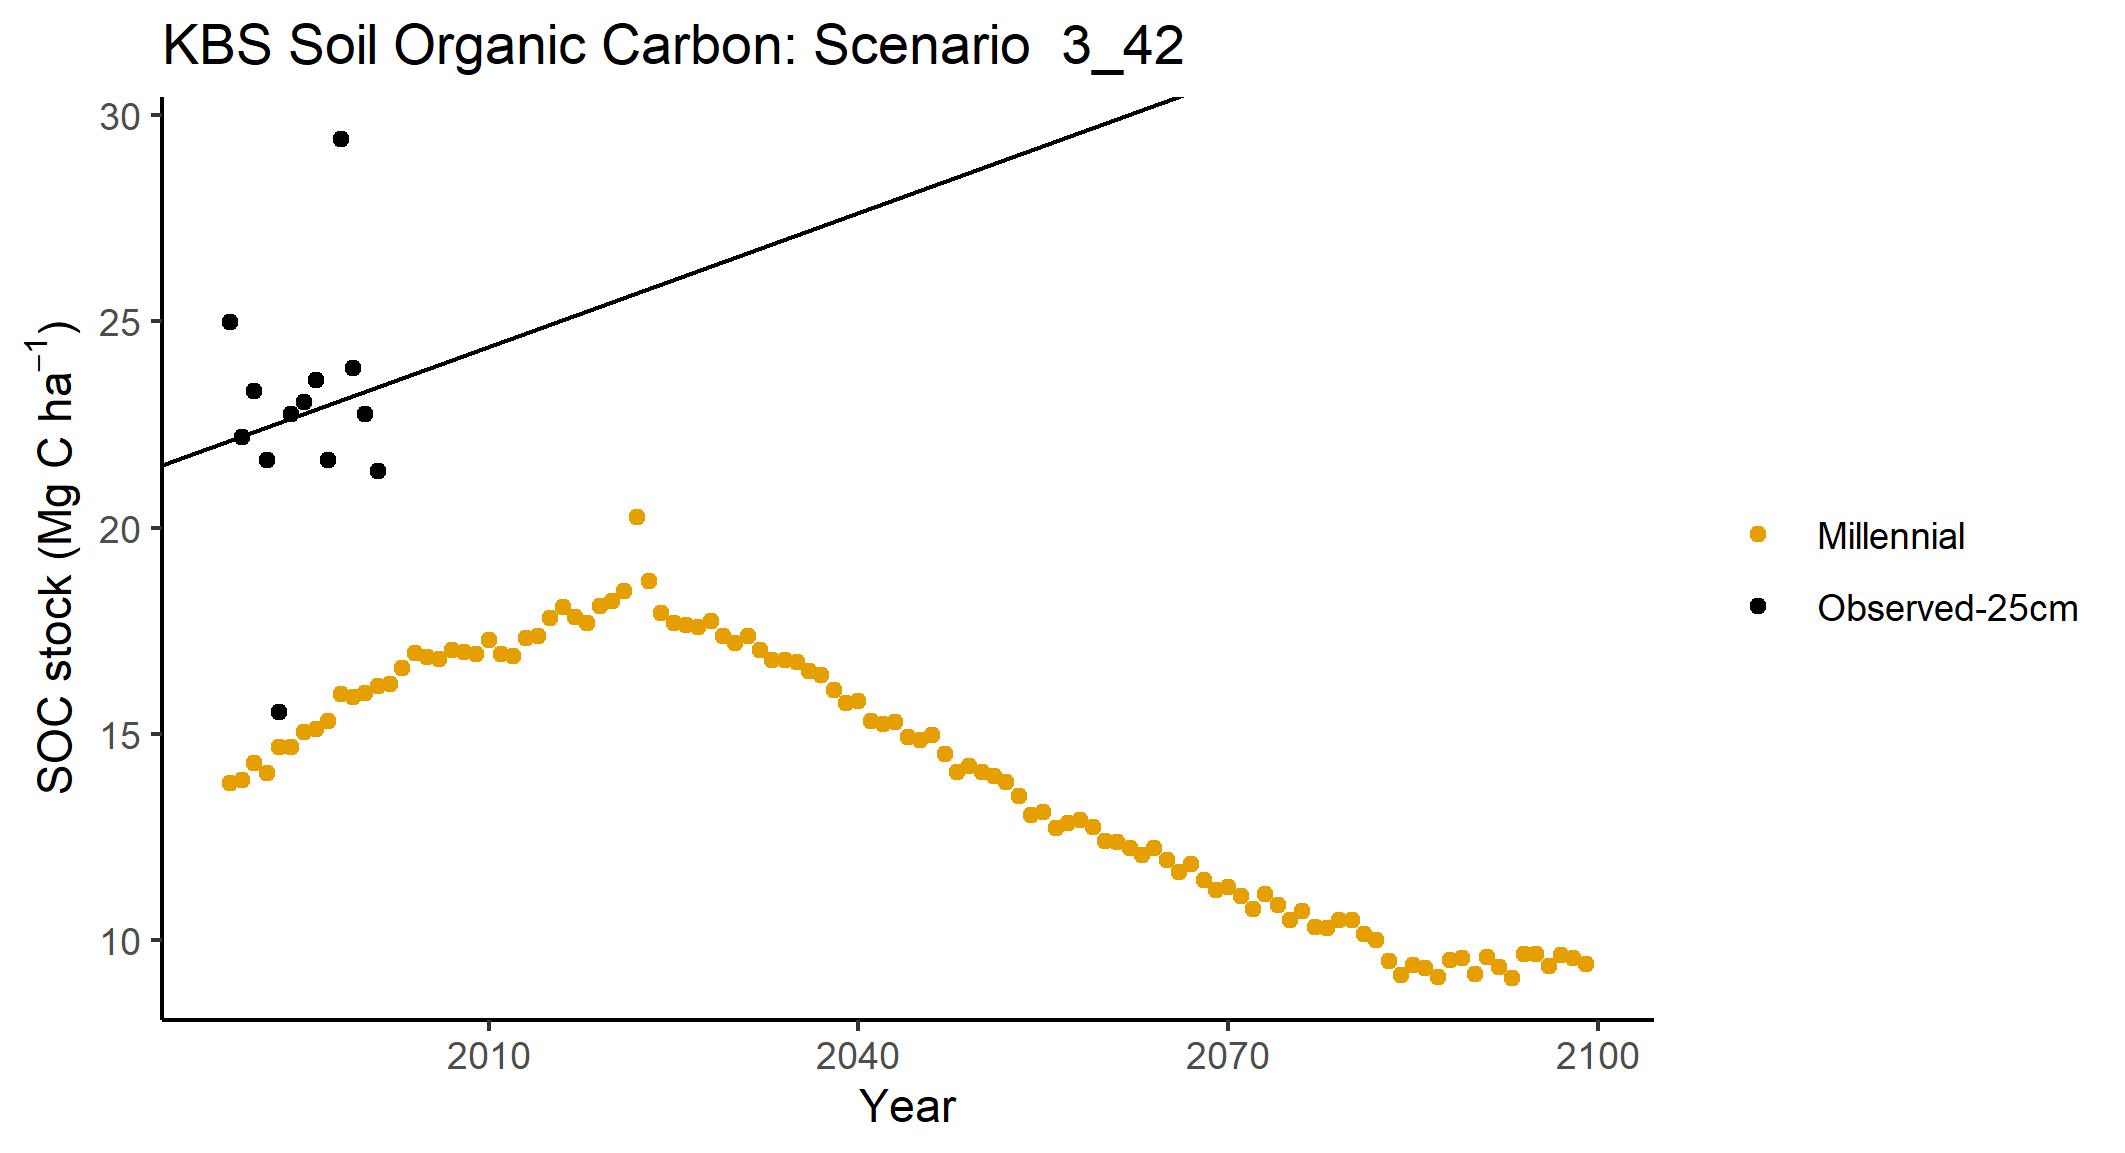 KBS Soil Organic Carbon: Scenario  3_42
SOC stock (Mg C ha⁻¹)
30
25
20
15
10
2010
2040
2070
2100
Year
Millennial
Observed-25cm